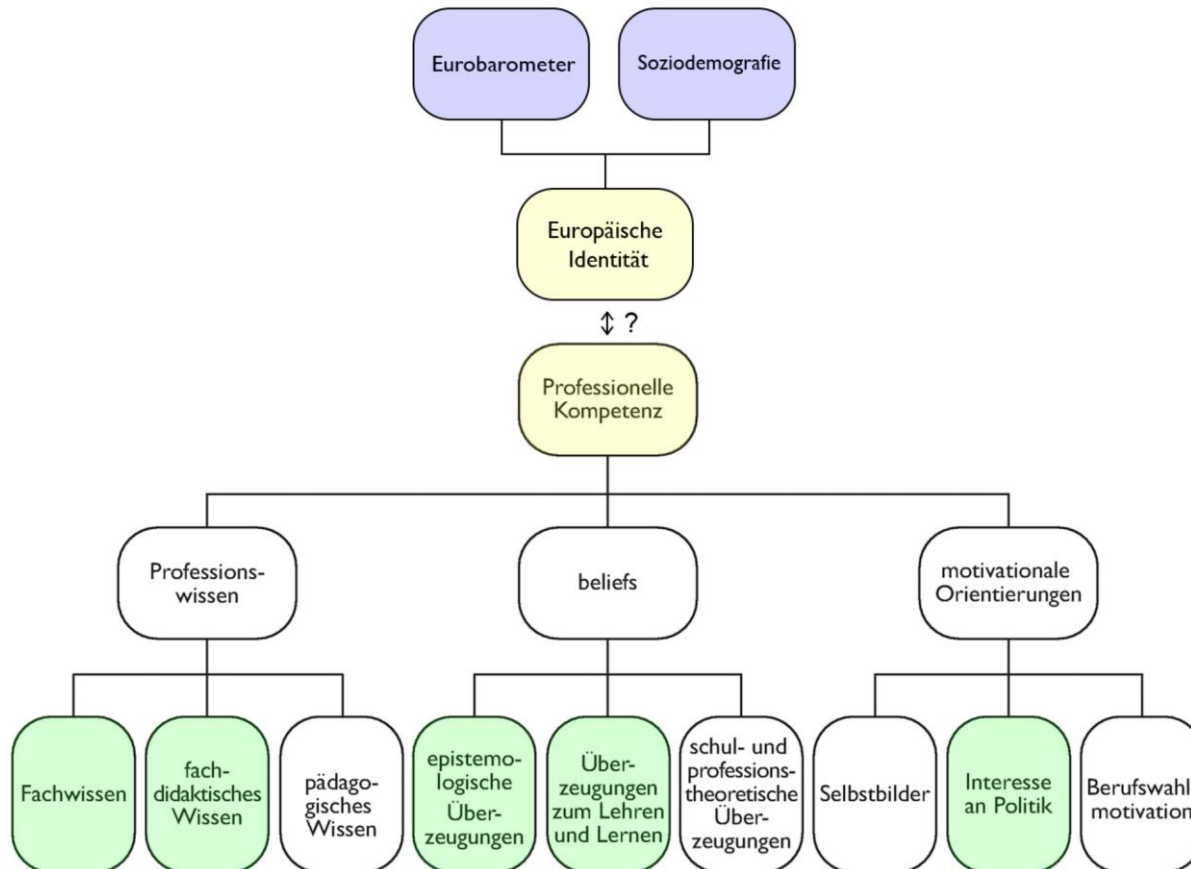 Eurobarometer
Soziodemografie
Europäische
Identität
↕ ?
Professionelle
Kompetenz
Professions-
wissen
beliefs
motivationale
Orientierungen
Fachwissen
fach-
didaktisches
Wissen
pädago-
gisches
Wissen
epistemo-
logische
Über-
zeugungen
Über-
zeugungen
zum Lehren
und Lernen
schul- und
professions-
theoretische
Über-
zeugungen
Selbstbilder
Interesse
an Politik
Berufswahl-
motivation